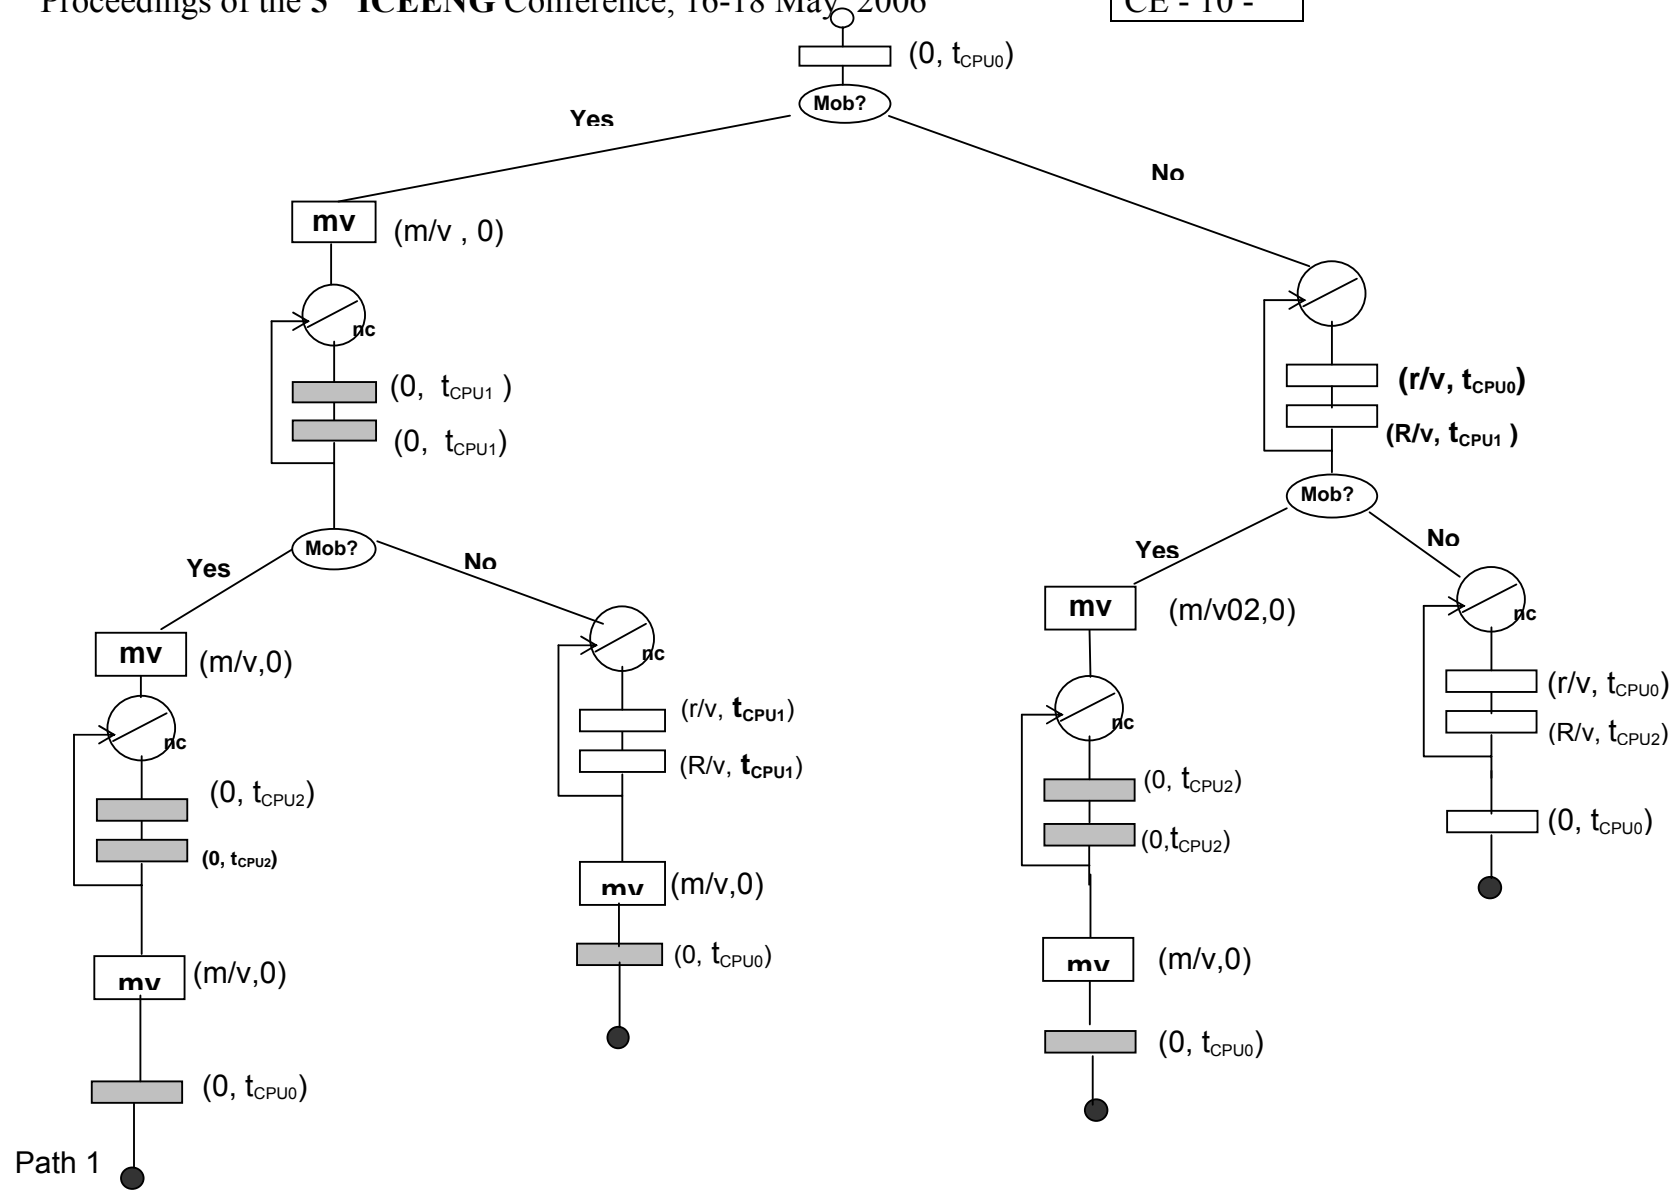 Proceedings of the 5 ICEENG Conference, 16-18 May, 2006
CE - 10 -
(0, tCPU0)
Mob?
Yes
No
mv
(m/v , 0)
nc
(0, tCPU1 )
(0, tCPU1)
(r/v, tCPU0)
(R/v, tCPU1 )
Mob?
Yes
No
Mob?
Yes
No
mv
(m/v,0)
nc
(0, tCPU2)
(0, tCPU2)
mv
(m/v,0)
(0, tCPU0)
Path 1
nc
(r/v, tCPU1)
(R/v, tCPU1)
mv
(m/v,0)
(0, tCPU0)
mv
(m/v02,0)
nc
(0, tCPU2)
(0,tCPU2)
mv
(m/v,0)
(0, tCPU0)
nc
(r/v, tCPU0)
(R/v, tCPU2)
(0, tCPU0)